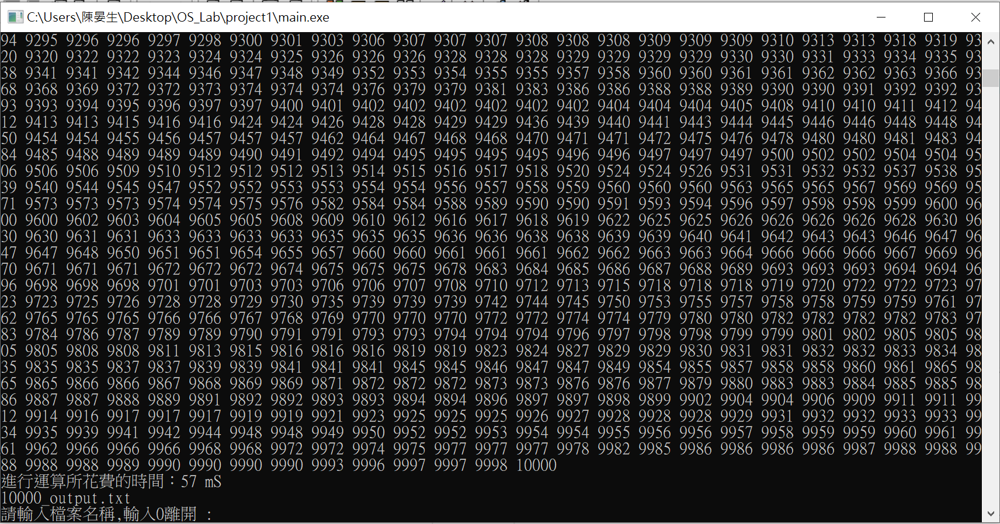 C:\Users\陳晏生\Desktop\OS_Lab\project1\main.exe
94 9295 9296 9296 9297 9298 9300 9301 9303 9306 9307 9307 9307 9308 9308 9308 9309 9309 9309 9310 9313 9313 9318 9319 93
20 9320 9322 9322 9323 9324 9324 9325 9326 9326 9326 9328 9328 9328 9329 9329 9329 9329 9330 9330 9331 9333 9334 9335 93
38 9341 9341 9342 9344 9346 9347 9348 9349 9352 9353 9354 9355 9355 9357 9358 9360 9360 9361 9361 9362 9362 9363 9366 93
68 9368 9369 9372 9372 9373 9374 9374 9374 9376 9379 9379 9381 9383 9386 9386 9388 9388 9389 9390 9390 9391 9392 9392 93
93 9393 9394 9395 9396 9397 9397 9400 9401 9402 9402 9402 9402 9402 9402 9404 9404 9404 9405 9408 9410 9410 9411 9412 94
12 9413 9413 9415 9416 9416 9424 9424 9426 9428 9428 9429 9429 9436 9439 9440 9441 9443 9444 9445 9446 9446 9448 9448 94
50 9454 9454 9455 9456 9457 9457 9457 9462 9464 9467 9468 9468 9470 9471 9471 9472 9475 9476 9478 9480 9480 9481 9483 94
84 9485 9488 9489 9489 9489 9490 9491 9492 9494 9495 9495 9495 9495 9496 9496 9497 9497 9497 9500 9502 9502 9504 9504 95
06 9506 9506 9509 9510 9512 9512 9512 9513 9514 9515 9516 9517 9518 9520 9524 9524 9526 9531 9531 9532 9532 9537 9538 95
39 9540 9544 9545 9547 9552 9552 9553 9553 9554 9554 9556 9557 9558 9559 9560 9560 9560 9563 9565 9565 9567 9569 9569 95
71 9573 9573 9573 9574 9574 9575 9576 9582 9584 9584 9588 9589 9590 9590 9591 9593 9594 9596 9597 9598 9598 9599 9600 96
00 9600 9602 9603 9604 9605 9605 9608 9609 9610 9612 9616 9617 9618 9619 9622 9625 9625 9626 9626 9626 9626 9628 9630 96
30 9630 9631 9631 9633 9633 9633 9633 9635 9635 9635 9636 9636 9638 9638 9639 9639 9640 9641 9642 9643 9643 9646 9647 96
47 9647 9648 9650 9651 9651 9654 9655 9657 9660 9660 9661 9661 9661 9662 9662 9663 9663 9664 9666 9666 9666 9667 9669 96
70 9671 9671 9671 9672 9672 9672 9674 9675 9675 9675 9678 9683 9684 9685 9686 9687 9688 9689 9693 9693 9693 9694 9694 96
96 9698 9698 9698 9701 9701 9703 9703 9706 9706 9707 9708 9710 9712 9713 9715 9718 9718 9718 9719 9720 9722 9722 9723 97
23 9723 9725 9726 9728 9728 9729 9730 9735 9739 9739 9739 9742 9744 9745 9750 9753 9755 9757 9758 9758 9759 9759 9761 97
62 9765 9765 9765 9766 9766 9767 9768 9769 9770 9770 9770 9772 9772 9774 9774 9779 9780 9780 9782 9782 9782 9782 9783 97
83 9784 9786 9787 9789 9789 9790 9791 9791 9793 9793 9794 9794 9794 9796 9797 9798 9798 9799 9799 9801 9802 9805 9805 98
05 9805 9808 9808 9811 9813 9815 9816 9816 9816 9819 9819 9823 9824 9827 9829 9829 9830 9831 9831 9832 9832 9833 9834 98
35 9835 9835 9837 9837 9839 9839 9841 9841 9841 9845 9845 9846 9847 9847 9849 9854 9855 9857 9858 9858 9860 9861 9865 98
65 9865 9866 9866 9867 9868 9869 9869 9871 9872 9872 9872 9873 9873 9876 9876 9877 9879 9880 9883 9883 9884 9885 9885 98
86 9887 9887 9888 9889 9891 9892 9892 9893 9893 9894 9894 9896 9897 9897 9898 9899 9902 9904 9904 9906 9909 9911 9911 99
12 9914 9916 9917 9917 9917 9919 9919 9921 9923 9925 9925 9925 9926 9927 9928 9928 9928 9929 9931 9932 9932 9933 9933 99
34 9935 9939 9941 9942 9944 9948 9948 9949 9950 9952 9952 9953 9954 9954 9955 9956 9956 9957 9958 9959 9959 9960 9961 99
61 9962 9966 9966 9966 9968 9968 9972 9972 9974 9975 9977 9977 9977 9978 9982 9985 9986 9986 9986 9986 9987 9988 9988 99
88 9988 9988 9989 9990 9990 9990 9990 9993 9996 9997 9997 9998 10000
進行運算所花費的時間：57 mS
10000_output.txt
請輸入檔案名稱,輸入0離開 :